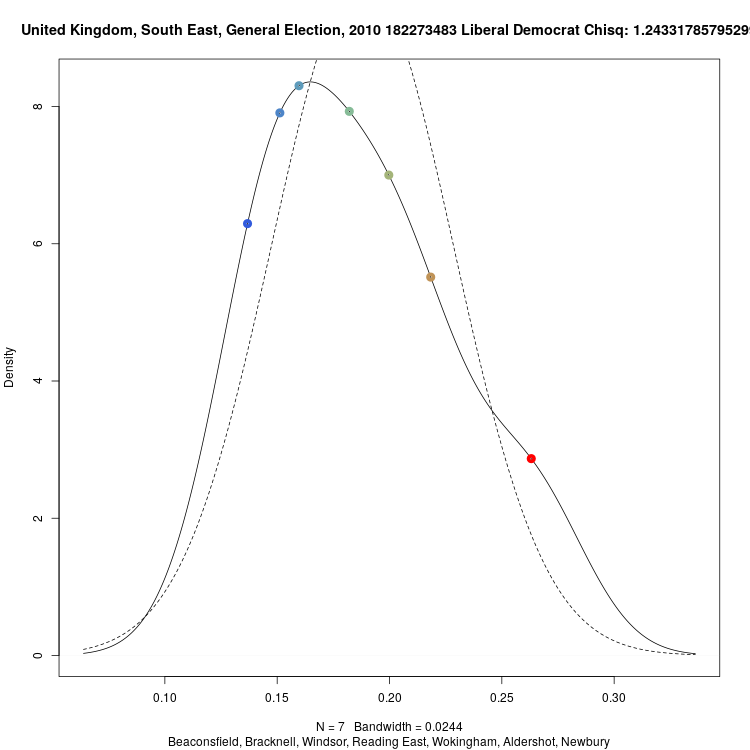 United Kingdom, South East, General Election, 2010 182273483 Liberal Democrat Chisq: 1.2433178579529
Density
8
6
4
2
0
0.10 0.15 0.20 0.25 0.30
N = 7 Bandwidth = 0.0244
Beaconsfield, Bracknell, Windsor, Reading East, Wokingham, Aldershot, Newbury